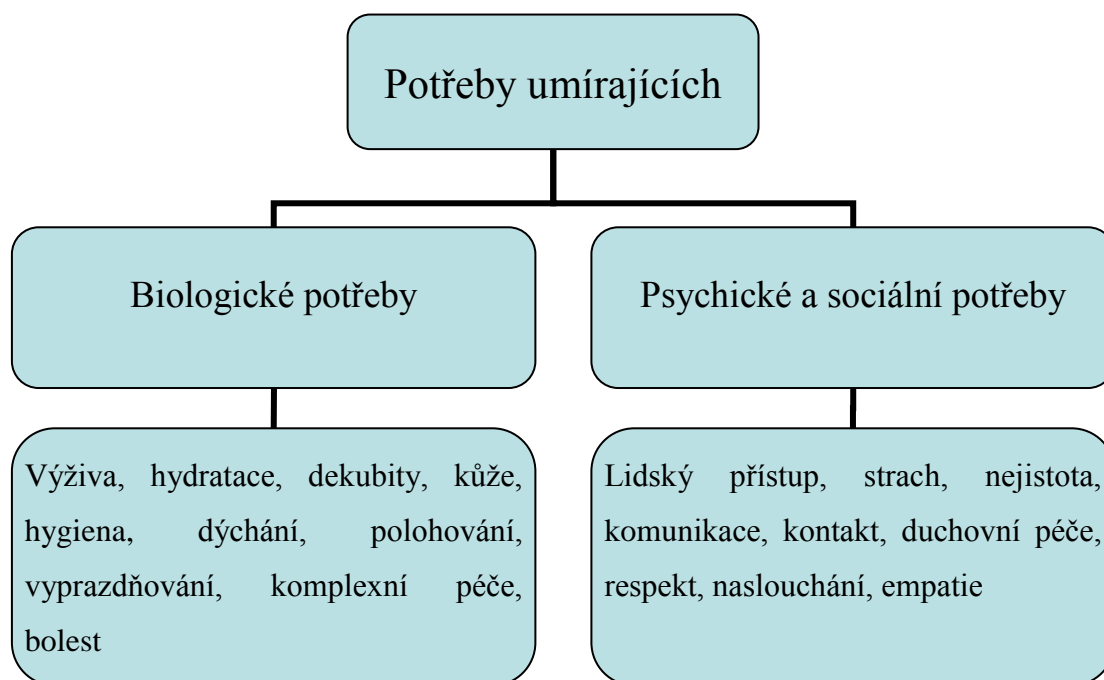 Potřeby umírajících
Biologické potřeby
Psychické a sociální potřeby
Výživa, hydratace, dekubity, kůže,
hygiena, dýchání, polohování,
vyprazdňování, komplexní péče,
bolest
Lidský přístup, strach, nejistota,
komunikace, kontakt, duchovní péče,
respekt, naslouchání, empatie